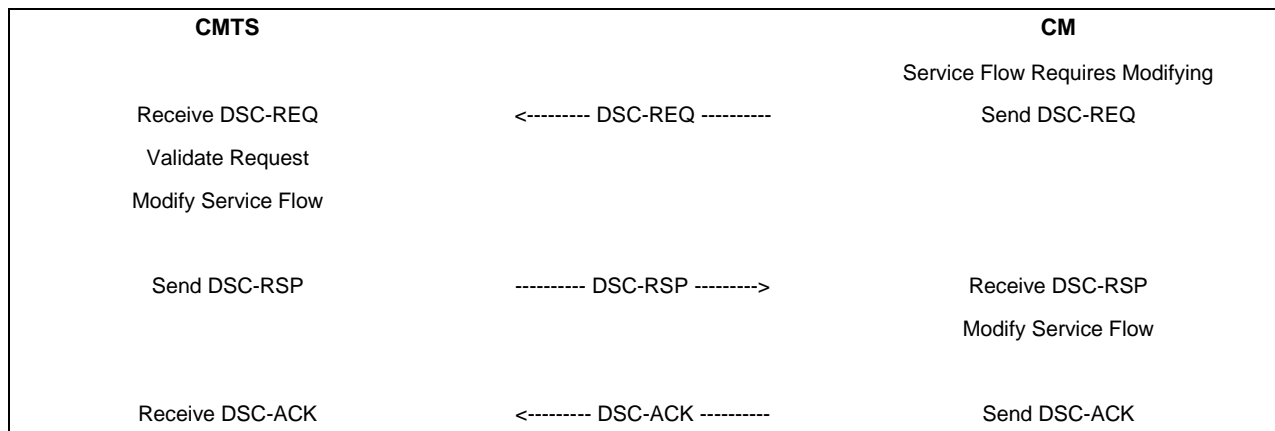 CMTS CM
Service Flow Requires Modifying
Receive DSC-REQ <--------- DSC-REQ ---------- Send DSC-REQ
Validate Request
Modify Service Flow
Send DSC-RSP ---------- DSC-RSP ---------> Receive DSC-RSP
Modify Service Flow
Receive DSC-ACK <--------- DSC-ACK ---------- Send DSC-ACK